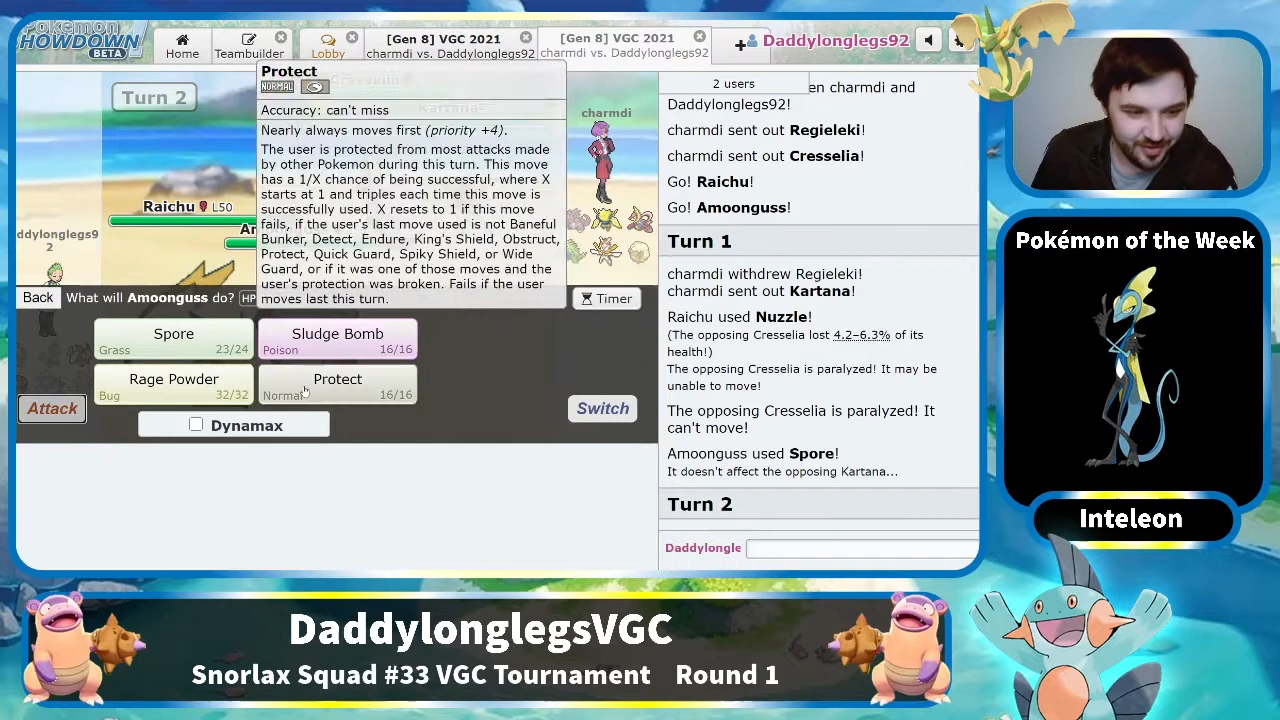 Pokémon
HOWDOWN
BETA
Home
Teambuilder
Lobby
[Gen 8] VGC 2021
charmdi vs. Daddylonglegs92
[Gen 8] VGC 2021
charmdi vs. Daddylonglegs92
Daddylonglegs92
Turn 2
Raichu L50
ddylonglegs9
2
charmdi
Protect
NORMAL
Accuracy: can't miss
Nearly always moves first (priority +4).
The user is protected from most attacks made
by other Pokemon during this turn. This move
has a 1/X chance of being successful, where X
starts at 1 and triples each time this move is
successfully used. X resets to 1 if this move
fails, if the user's last move used is not Baneful
Bunker, Detect, Endure, King's Shield, Obstruct,
Protect, Quick Guard, Spiky Shield, or Wide
Guard, or if it was one of those moves and the
user's protection was broken. Fails if the user
moves last this turn.
Back
What will Amoonguss do? HP
Timer
Spore
Grass 23/24
Sludge Bomb
Poison 16/16
Rage Powder
Bug 32/32
Protect
Normal 16/16
Attack
Switch
Dynamax
2 users
en charmdi and
Daddylonglegs92!
charmdi sent out Regieleki!
charmdi sent out Cresselia!
Go! Raichu!
Go! Amoonguss!
Turn 1
charmdi withdrew Regieleki!
charmdi sent out Kartana!
Raichu used Nuzzle!
(The opposing Cresselia lost 4.2–6.3% of its
health!)
The opposing Cresselia is paralyzed! It may be
unable to move!
The opposing Cresselia is paralyzed! It
can't move!
Amoonguss used Spore!
It doesn't affect the opposing Kartana...
Turn 2
Daddylongle
Pokémon of the Week
Inteleon
DaddylonglegsVGC
Snorlax Squad #33 VGC Tournament Round 1